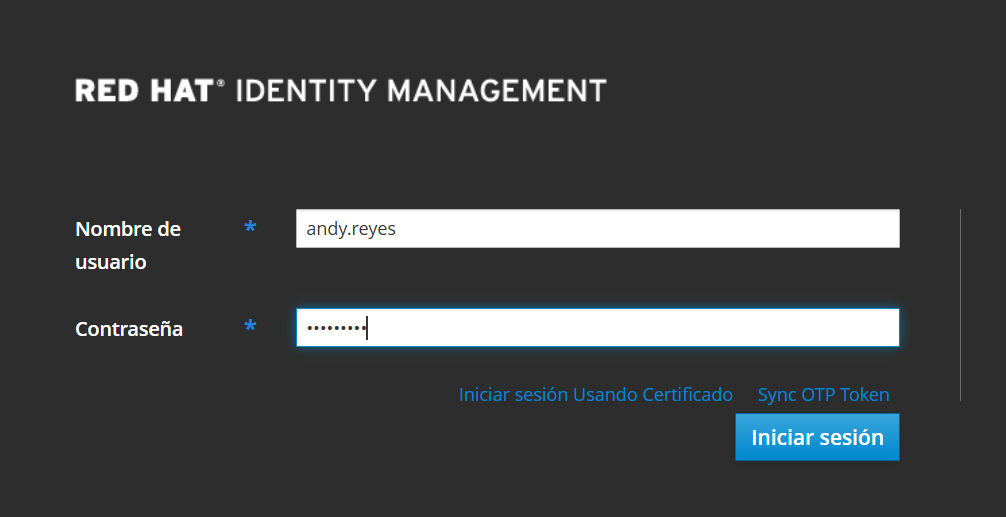 RED HAT® IDENTITY MANAGEMENT
Nombre de
usuario
*
andy.reyes
Contraseña
*
•••••••••
Iniciar sesión Usando Certificado
Sync OTP Token
Iniciar sesión